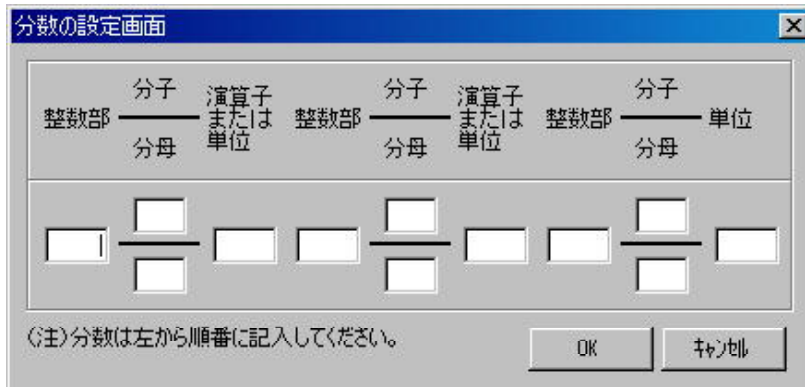 分数の設定画面
分子 分子 分子
整数部 演算子 整数部 演算子 整数部 単位
または または
単位 単位
分母 分母 分母
(注)分数は左から順番に記入してください。
OK キャンセル